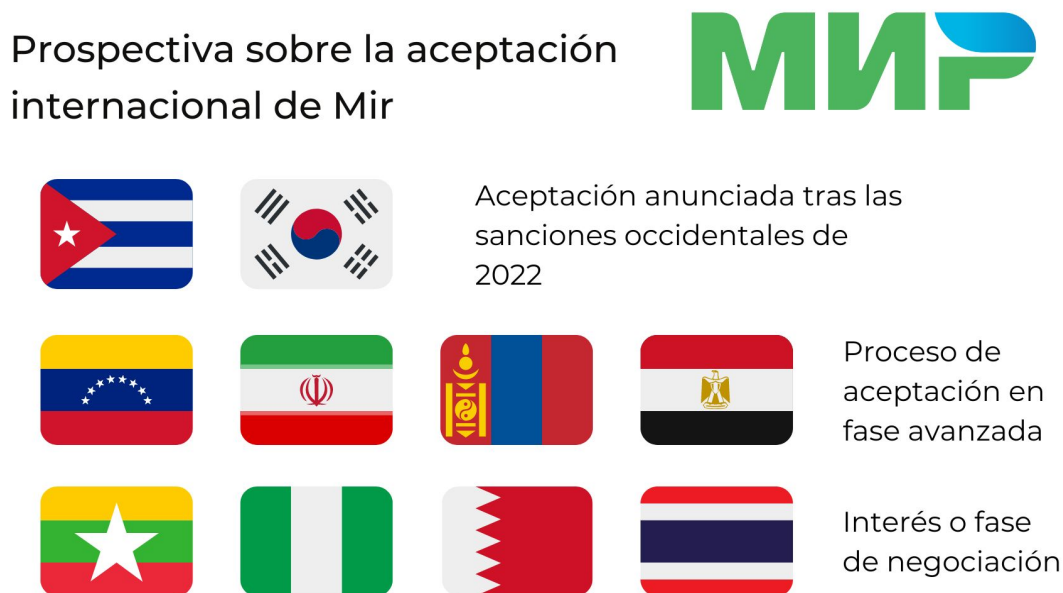 Prospectiva sobre la aceptación
internacional de Mir
МИР
Aceptación anunciada tras las
sanciones occidentales de
2022
Proceso de
aceptación en
fase avanzada
Interés o fase
de negociación